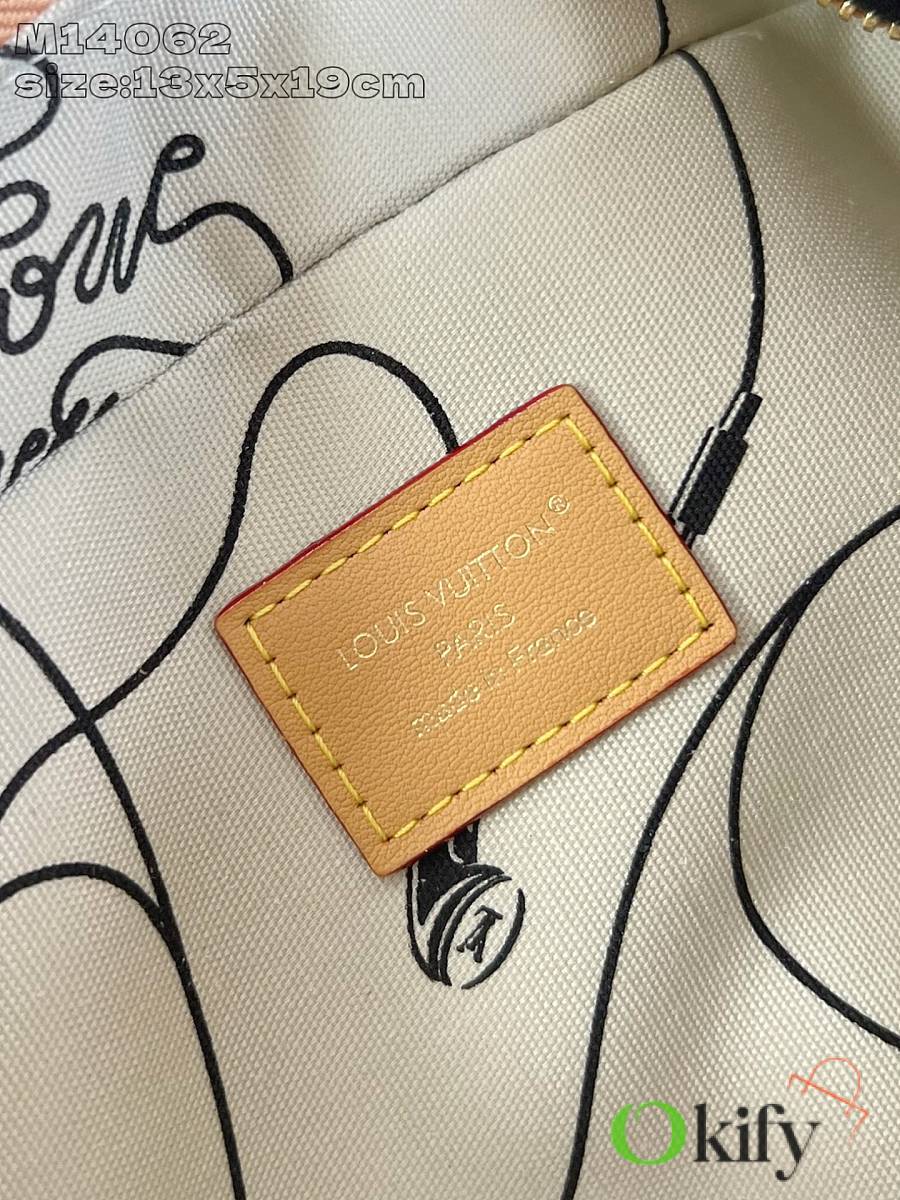 M14062
size:13x5x19cm
LOUIS VUITTON®
PARIS
made in France
Okify